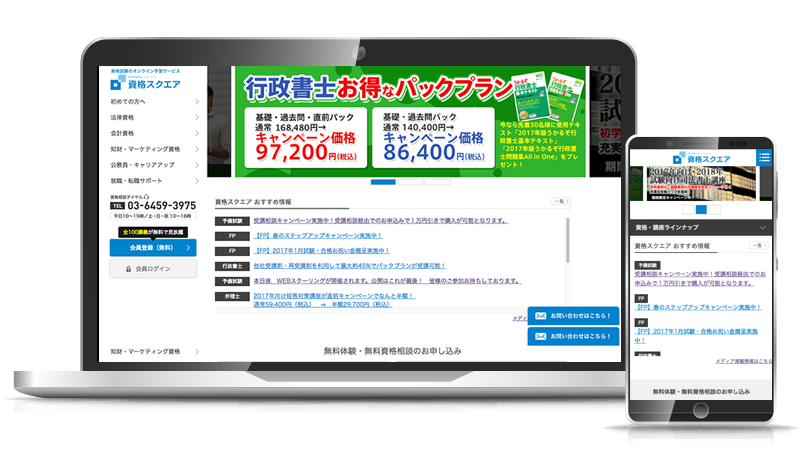 資格試験のオンライン学習サービス
資格スクエア
初めての方へ
法律資格
会計資格
知財・マーケティング資格
公務員・キャリアアップ
就職・転職サポート
資格相談ダイヤル
TEL 03-6459-3975
平日10〜19時／土・日・祝 10〜16時
全100講義が無料で見放題
会員登録（無料）
会員ログイン
知財・マーケティング資格
行政書士お得なパックプラン
基礎・過去問・直前パック
通常 168,480円→
キャンペーン価格
97,200円(税込)
基礎・過去問パック
通常 140,400円→
キャンペーン価格
86,400円(税込)
今なら先着30名様に使用テキ
スト「2017年版うかるぞ行
政書士基本テキスト」
「2017年版うかるぞ行政書
士問題集All in One」をプレ
ゼント！
資格スクエア おすすめ情報
一覧
予備試験 受講相談キャンペーン実施中！受講相談経由でのお申込みで１万円引きで購入が可能となります。
FP 【FP】春のステップアップキャンペーン実施中！
FP 【FP】2017年1月試験・合格お祝い金贈呈実施中！
行政書士 他社受講割・再受講割を利用して最大約45%でパックプランが受講可能！
予備試験 本日夜　WEBスクーリングが開催されます。公開はこれが最後！　皆様のご参加お待ちしております。
弁理士 2017年向け短答対策講座が直前キャンペーンでなんと半額！
通常59,400円（税込）　⇒　半額29,700円（税込）
お問い合わせはこちら！
お問い合わせはこちら！
無料体験・無料資格相談のお申し込み
資格スクエア
2017年向け・2018年
試験向け司法書士講座
資格・講座ラインナップ
資格スクエア おすすめ情報
一覧
予備試験
受講相談キャンペーン実施中！受講相談経由でのお
申込みで１万円引きで購入が可能となります。
FP
【FP】春のステップアップキャンペーン実施中！
FP
【FP】2017年1月試験・合格お祝い金贈呈実施
中！
メディア掲載情報はこちら
無料体験・無料資格相談のお申し込み